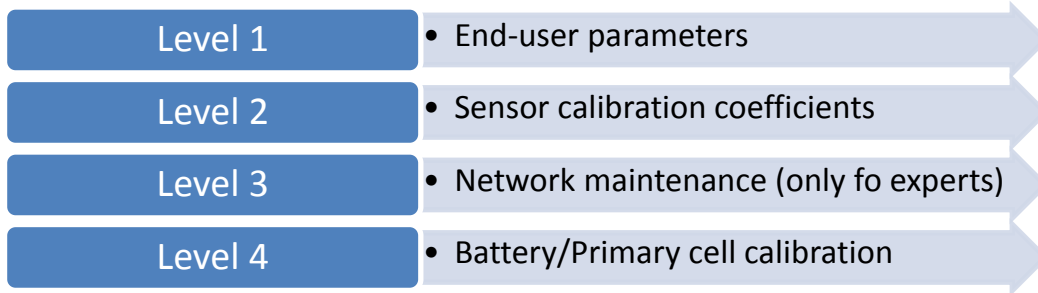 Level 1
• End-user parameters
Level 2
• Sensor calibration coefficients
Level 3
• Network maintenance (only fo experts)
Level 4
• Battery/Primary cell calibration